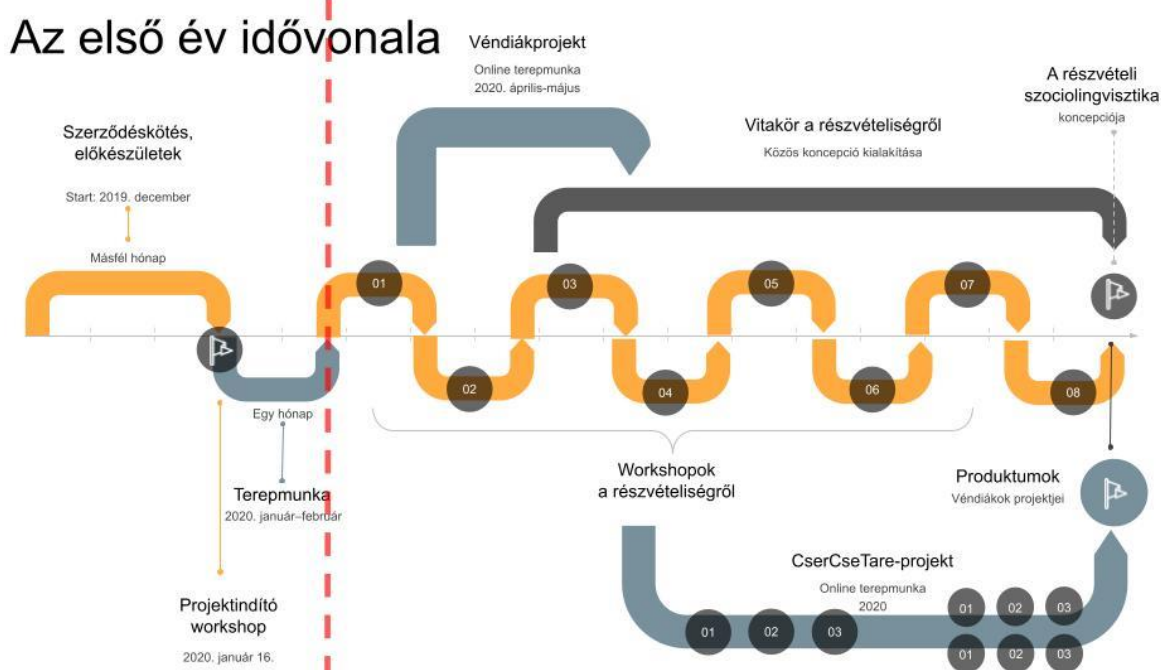 Az első év idővonala
Véndiákprojekt
Online terepmunka
2020. április-május
A részvételi
szociolingvisztika
koncepciója
Szerződéskötés,
előkészületek
Start: 2019. december
Másfél hónap
Vitakör a részvételiségről
Közös koncepció kialakítása
01
03
05
07
02
04
06
08
Egy hónap
Terepmunka
2020. január–február
Projektindító
workshop
2020. január 16.
Workshopok
a részvételiségről
Produktumok
Véndiákok projektjei
CserCseTare-projekt
Online terepmunka
2020
01
02
03
01
02
03
01
02
03